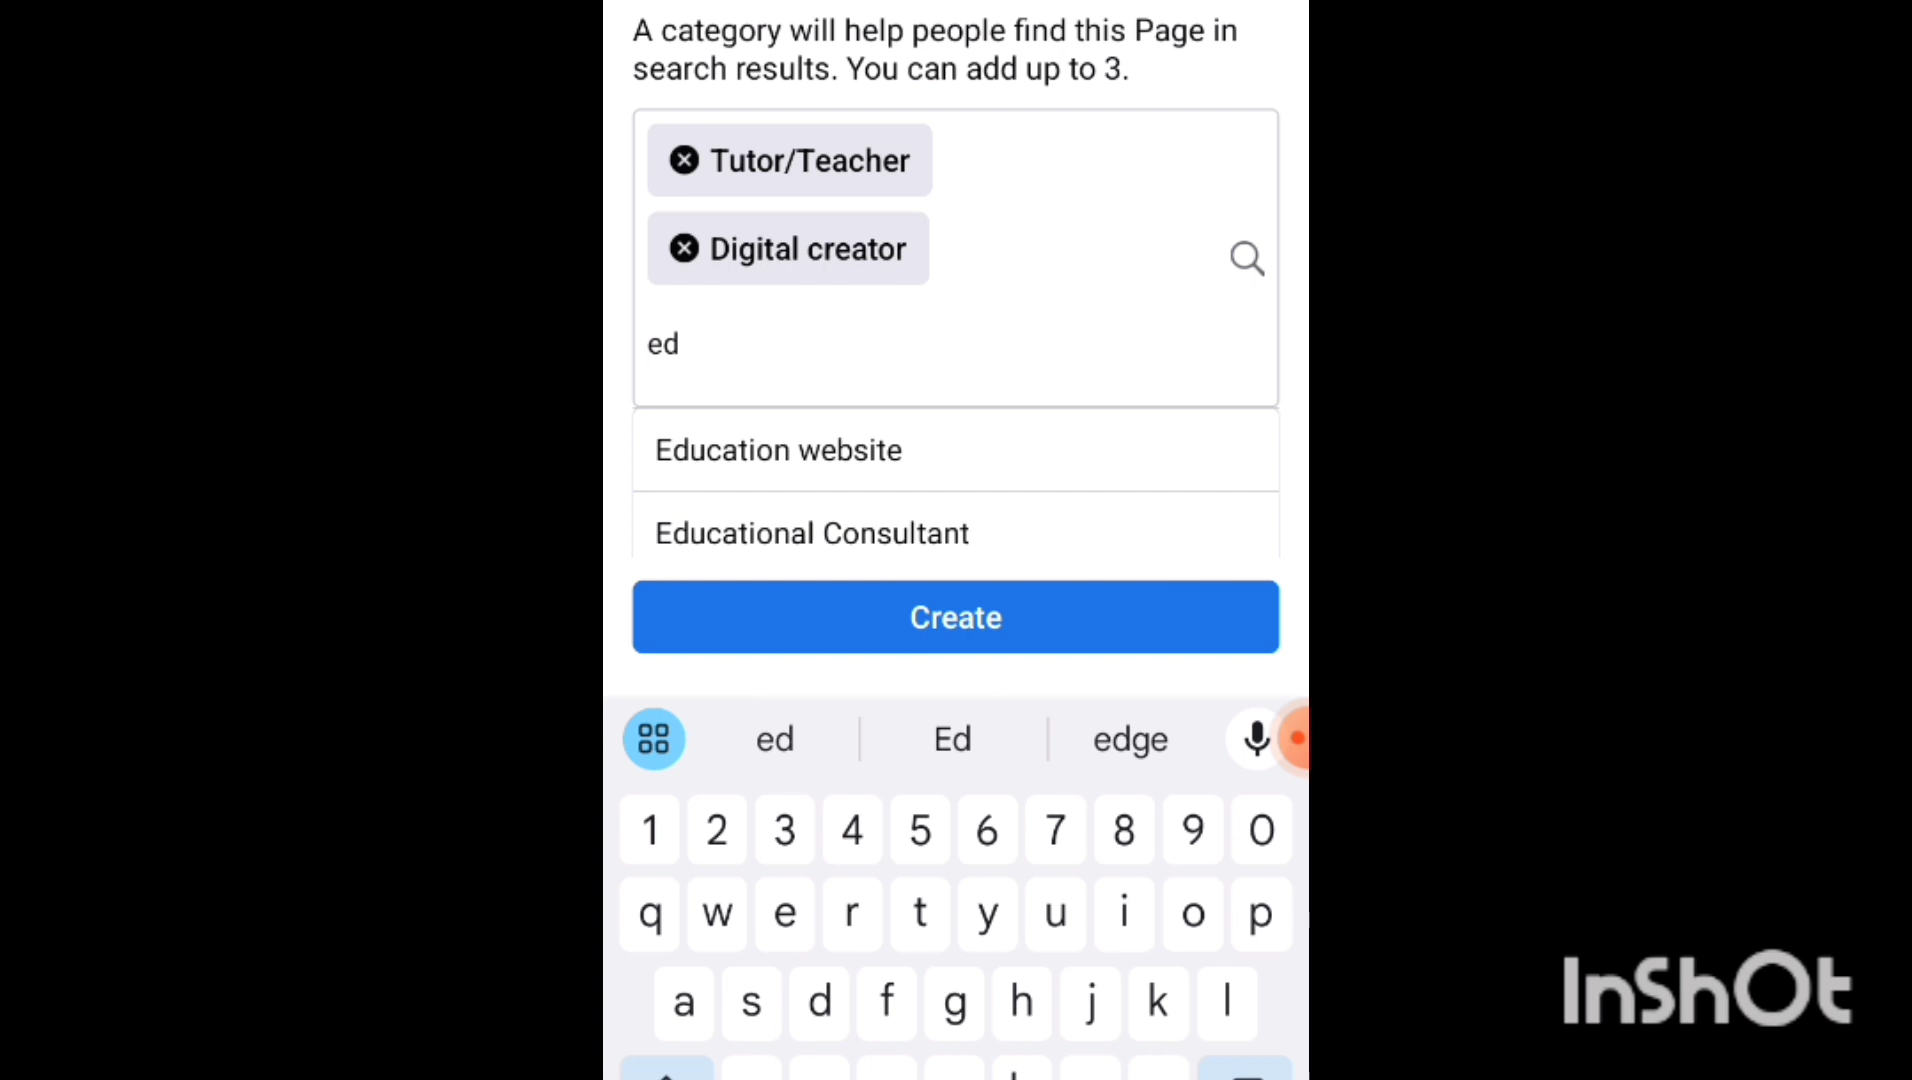 A category will help people find this Page in
search results. You can add up to 3.
Tutor/Teacher
Digital creator
ed
Education website
Educational Consultant
Create
ed Ed edge
1 2 3 4 5 6 7 8 9 0
q w e r t y u i o p
a s d f g h j k l
InShOt